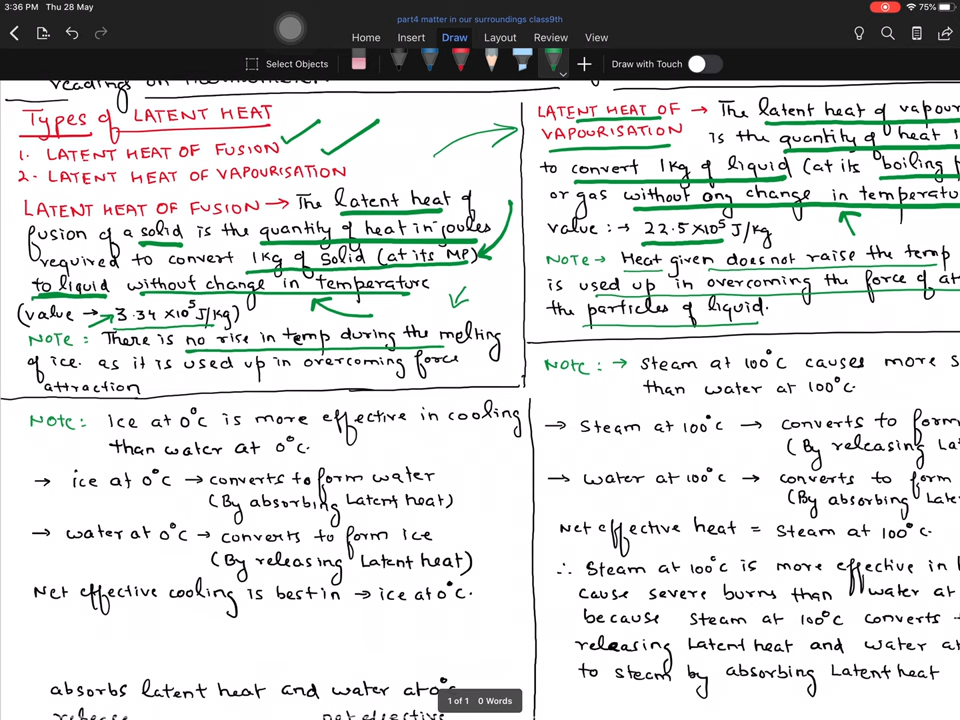 3:36 PM Thu 28 May
part4 matter in our surroundings class9th
75%
Home Insert Draw Layout Review View
Select Objects
Draw with Touch
Types of LATENT HEAT
1. LATENT HEAT OF FUSION
2- LATENT HEAT OF VAPOURISATION
LATENT HEAT OF FUSION → The latent heat of
fusion of a solid is the quantity of heat in joules
required to convert 1Kg of solid (at its MP)
to liquid without change in temperature
(value → 3.34 ×10⁵ J/Kg)
NOTE: There is no rise in temp during the melting
of ice. as it is used up in overcoming force
attraction
NOTE: Ice at 0°C is more effective in cooling
than water at 0°C.
→ ice at 0°C → converts to form water
(By absorbing Latent heat)
→ water at 0°C → converts to form ice
(By releasing Latent heat)
Net effective cooling is best in → ice at 0°C.
absorbs latent heat and water at 0°C
LATENT HEAT OF → The latent heat of vapour
VAPOURISATION is the quantity of heat
to convert 1Kg of liquid (at its boiling
or gas without any change in temperatu
value :→ 22.5 ×10⁵ J/kg
NOTE → Heat given does not raise the temp
is used up in overcoming the force of at
the particles of liquid.
NOTE: → Steam at 100°C causes more s
than water at 100°C.
→ Steam at 100°C → converts to form
(By releasing La
→ water at 100°C → converts to form
(By absorbing Late
Net effective heat = Steam at 100°C.
∴ Steam at 100°C is more effective in
cause severe burns than water at
because steam at 100°C converts
releasing Latent heat and water a
to steam by absorbing Latent heat
1 of 1 0 Words